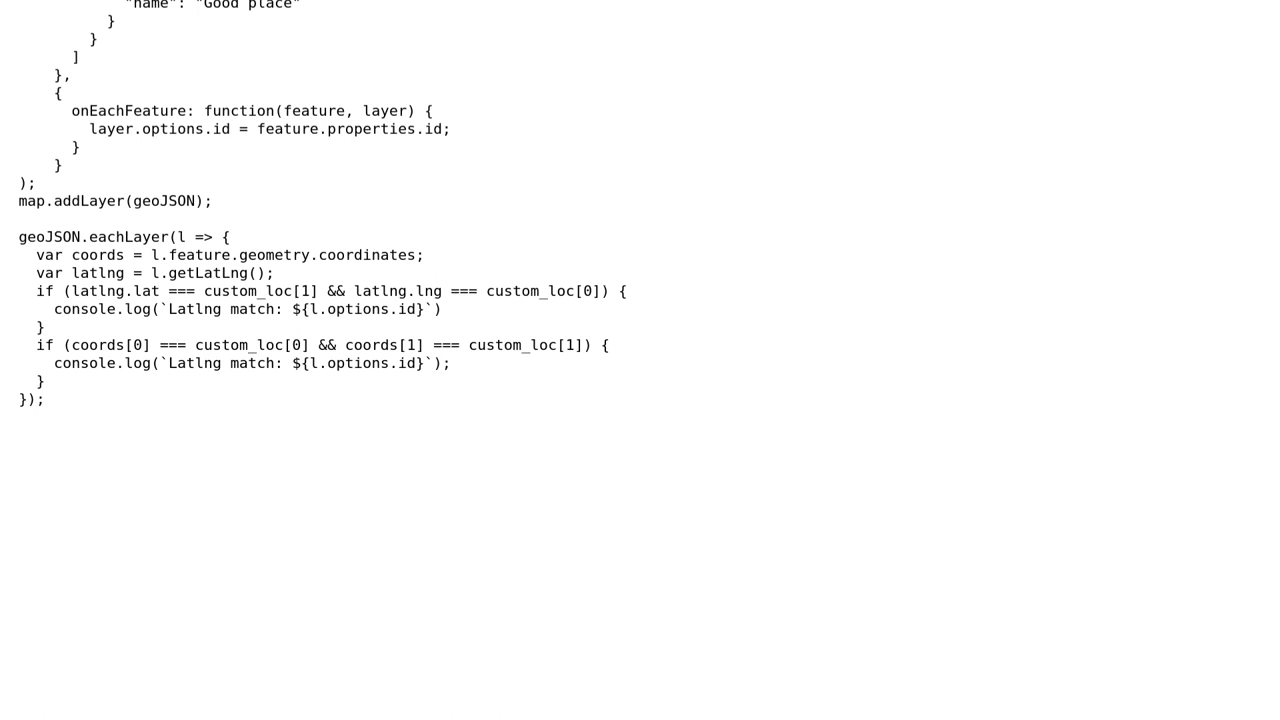 "name": "Good place"
}
}
]
},
{
onEachFeature: function(feature, layer) {
layer.options.id = feature.properties.id;
}
}
);
map.addLayer(geoJSON);

geoJSON.eachLayer(l => {
var coords = l.feature.geometry.coordinates;
var latlng = l.getLatLng();
if (latlng.lat === custom_loc[1] && latlng.lng === custom_loc[0]) {
console.log(`Latlng match: ${l.options.id}`)
}
if (coords[0] === custom_loc[0] && coords[1] === custom_loc[1]) {
console.log(`Latlng match: ${l.options.id}`);
}
});